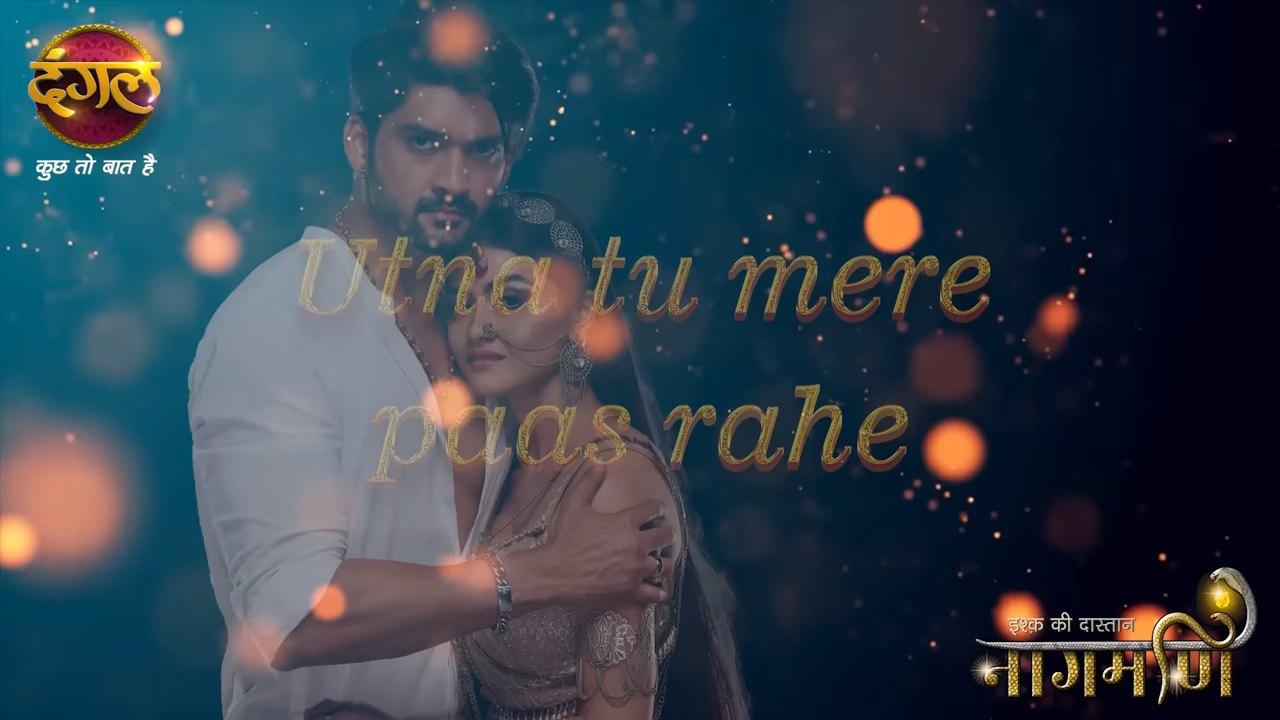 दंगल
कुछ तो बात है
Utna tu mere
paas rahe
इश्क़ की दास्तान
नागमणि